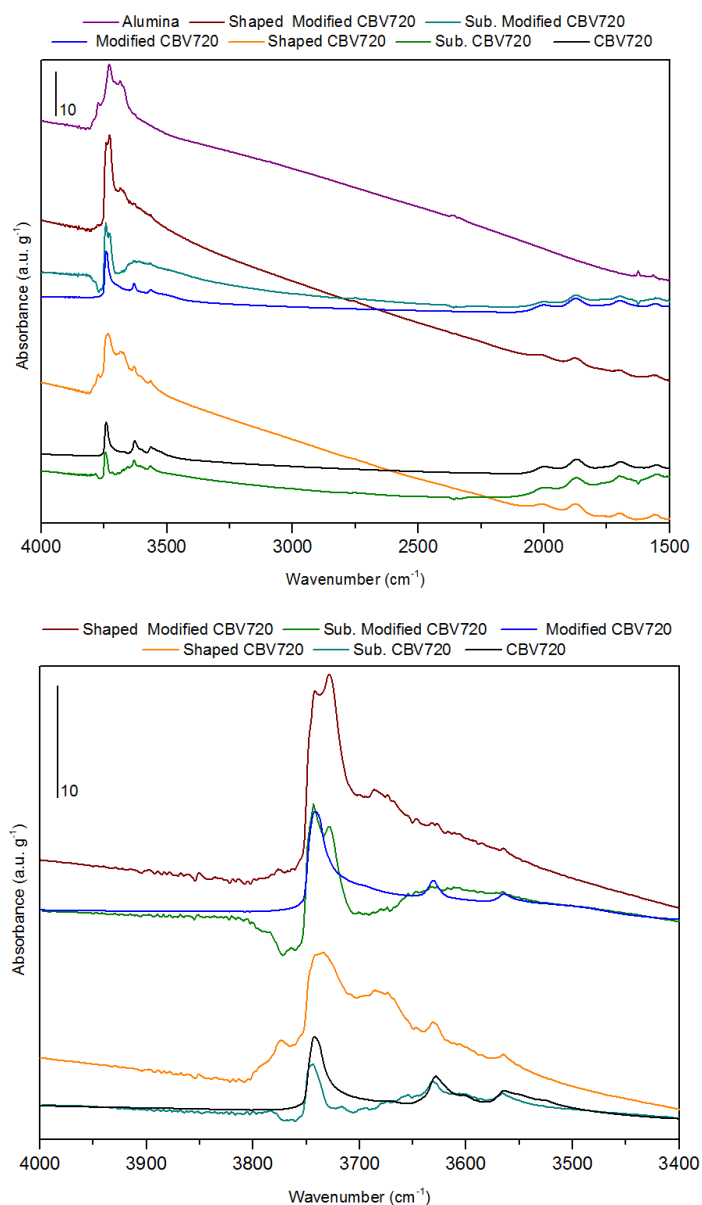 Alumina Shaped Modified CBV720 Sub. Modified CBV720
Modified CBV720 Shaped CBV720 Sub. CBV720 CBV720
10
Absorbance (a.u. g-1)
4000 3500 3000 2500 2000 1500
Wavenumber (cm-1)
Shaped Modified CBV720 Sub. Modified CBV720 Modified CBV720
Shaped CBV720 Sub. CBV720 CBV720
10
Absorbance (a.u. g-1)
4000 3900 3800 3700 3600 3500 3400
Wavenumber (cm-1)